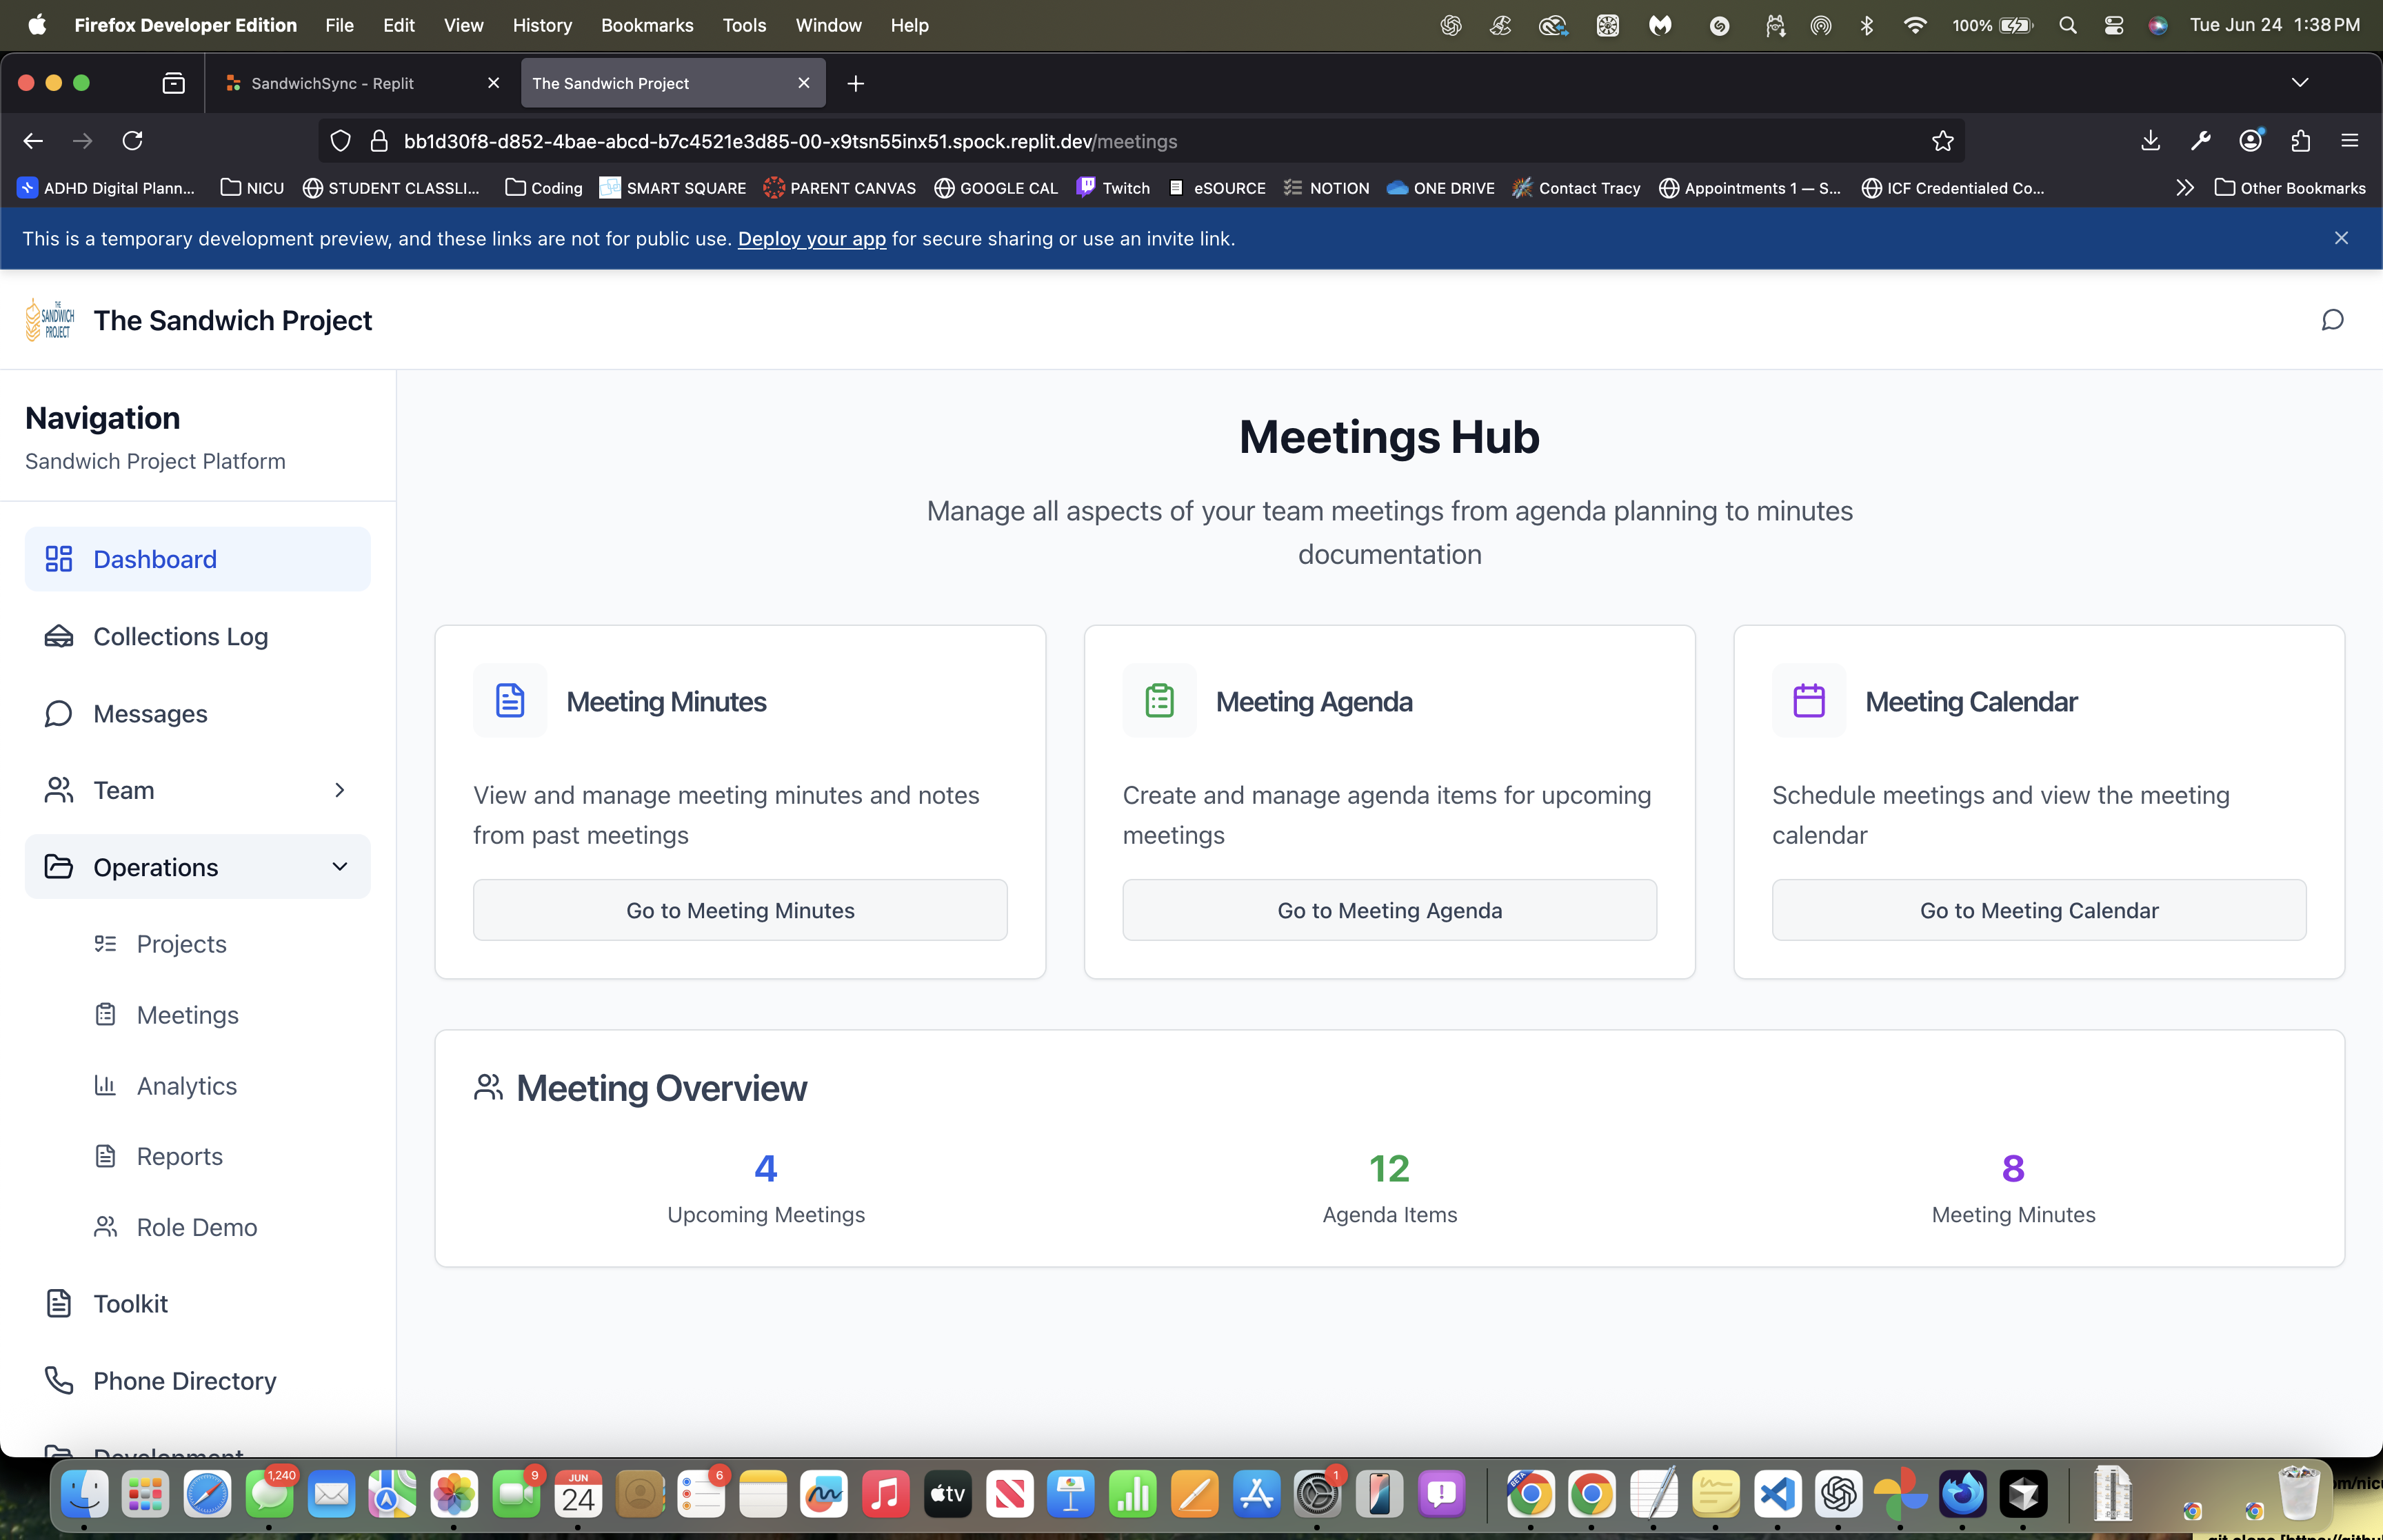 Firefox Developer Edition File Edit View History Bookmarks Tools Window Help 100% Tue Jun 24 1:38 PM
SandwichSync - Replit The Sandwich Project
bb1d30f8-d852-4bae-abcd-b7c4521e3d85-00-x9tsn55inx51.spock.replit.dev/meetings
ADHD Digital Plann... NICU STUDENT CLASSLI... Coding SMART SQUARE PARENT CANVAS GOOGLE CAL Twitch eSOURCE NOTION ONE DRIVE Contact Tracy Appointments 1 — S... ICF Credentialed Co... Other Bookmarks
This is a temporary development preview, and these links are not for public use. Deploy your app for secure sharing or use an invite link.
THE SANDWICH PROJECT
The Sandwich Project
Navigation
Sandwich Project Platform
Dashboard
Collections Log
Messages
Team
Operations
Projects
Meetings
Analytics
Reports
Role Demo
Toolkit
Phone Directory
Development
Meetings Hub
Manage all aspects of your team meetings from agenda planning to minutes
documentation
Meeting Minutes
View and manage meeting minutes and notes
from past meetings
Go to Meeting Minutes
Meeting Agenda
Create and manage agenda items for upcoming
meetings
Go to Meeting Agenda
Meeting Calendar
Schedule meetings and view the meeting
calendar
Go to Meeting Calendar
Meeting Overview
4
Upcoming Meetings
12
Agenda Items
8
Meeting Minutes
1,240 9 JUN 24 6 tv 1 BETA